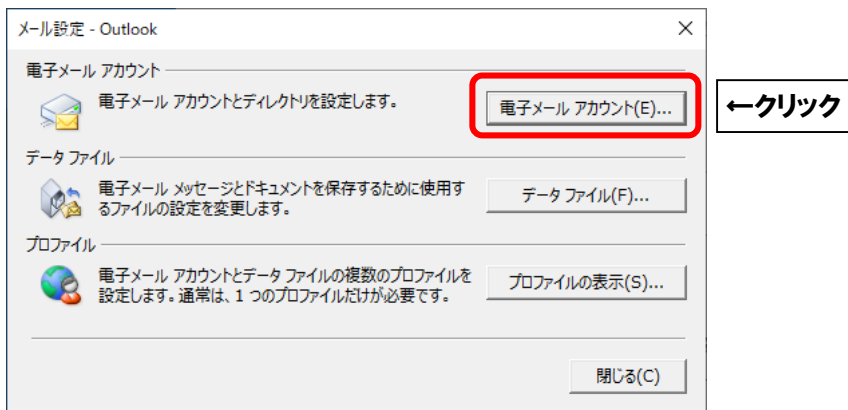 メール設定 - Outlook
電子メール アカウント
電子メール アカウントとディレクトリを設定します。
電子メール アカウント(E)...
←クリック
データ ファイル
電子メール メッセージとドキュメントを保存するために使用す
るファイルの設定を変更します。
データ ファイル(F)...
プロファイル
電子メール アカウントとデータ ファイルの複数のプロファイルを
設定します。通常は、1 つのプロファイルだけが必要です。
プロファイルの表示(S)...
閉じる(C)